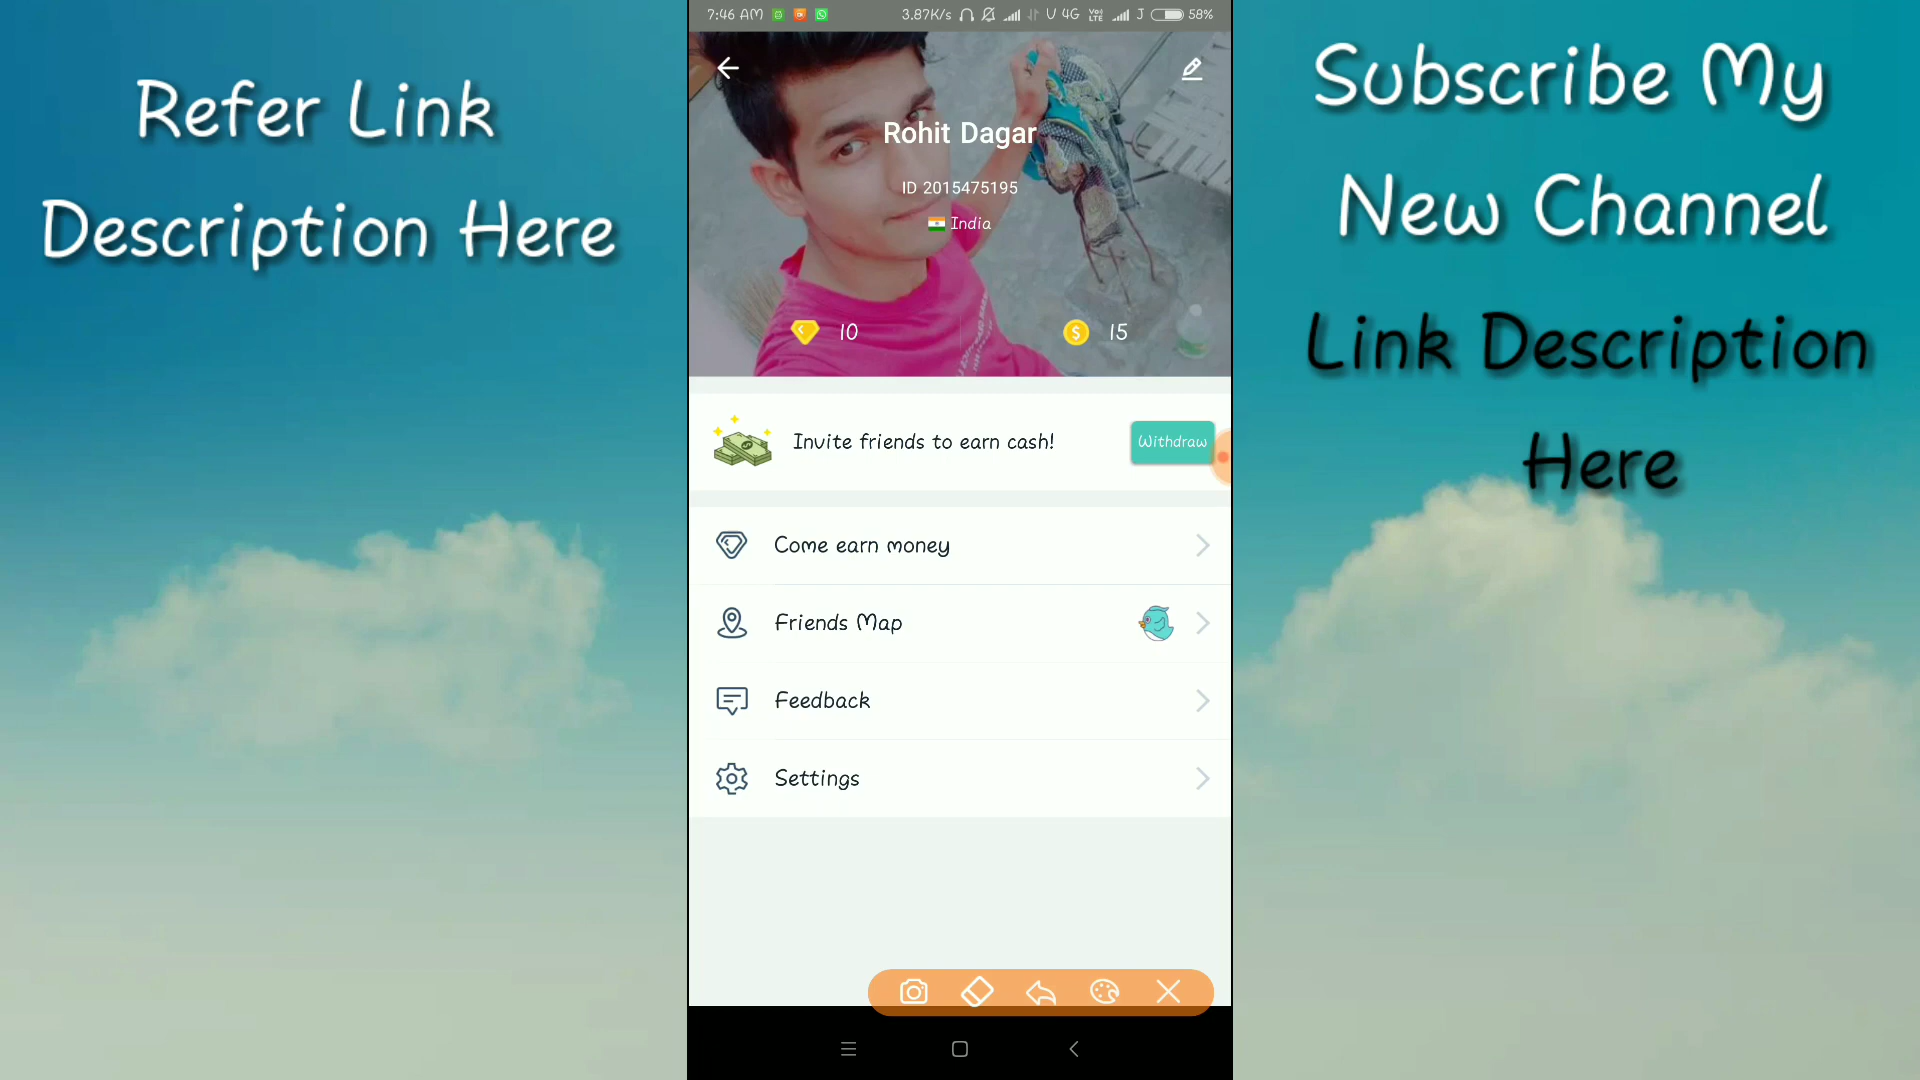 Refer Link
Description Here
7:46 AM 3.87K/s U 4G VoLTE J 58%
Rohit Dagar
ID 2015475195
India
10 15
Invite friends to earn cash! Withdraw
Come earn money
Friends Map
Feedback
Settings
Subscribe My
New Channel
Link Description
Here